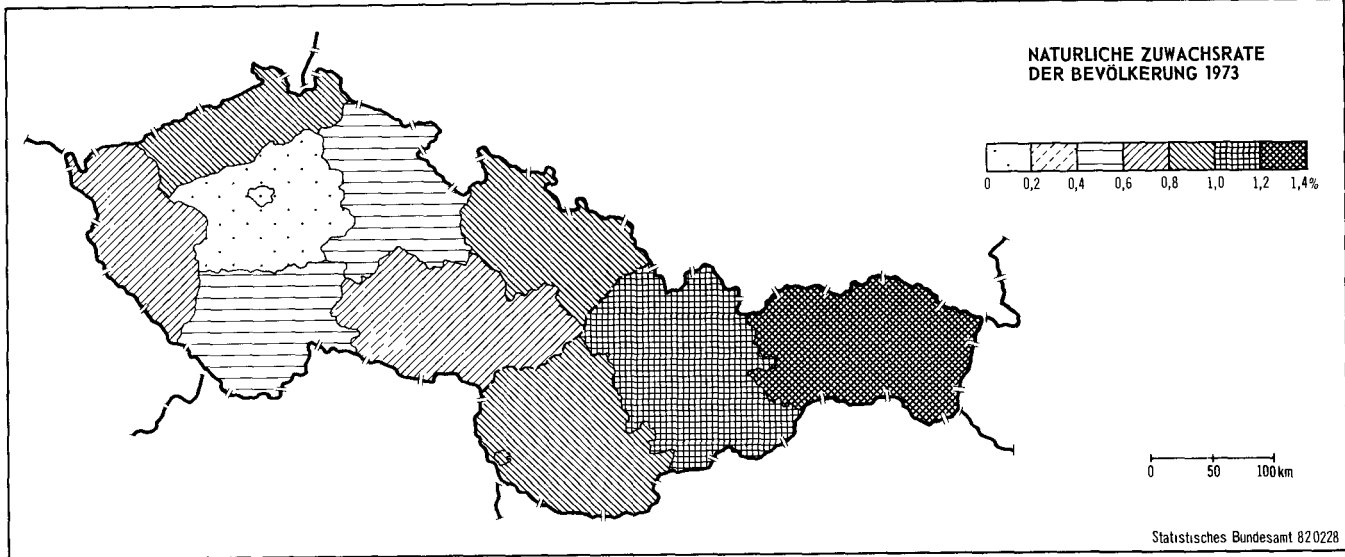 NATURLICHE ZUWACHSRATE
DER BEVÖLKERUNG 1973
0 0,2 0,4 0,6 0,8 1,0 1,2 1,4%
0 50 100km
Statistisches Bundesamt 820228